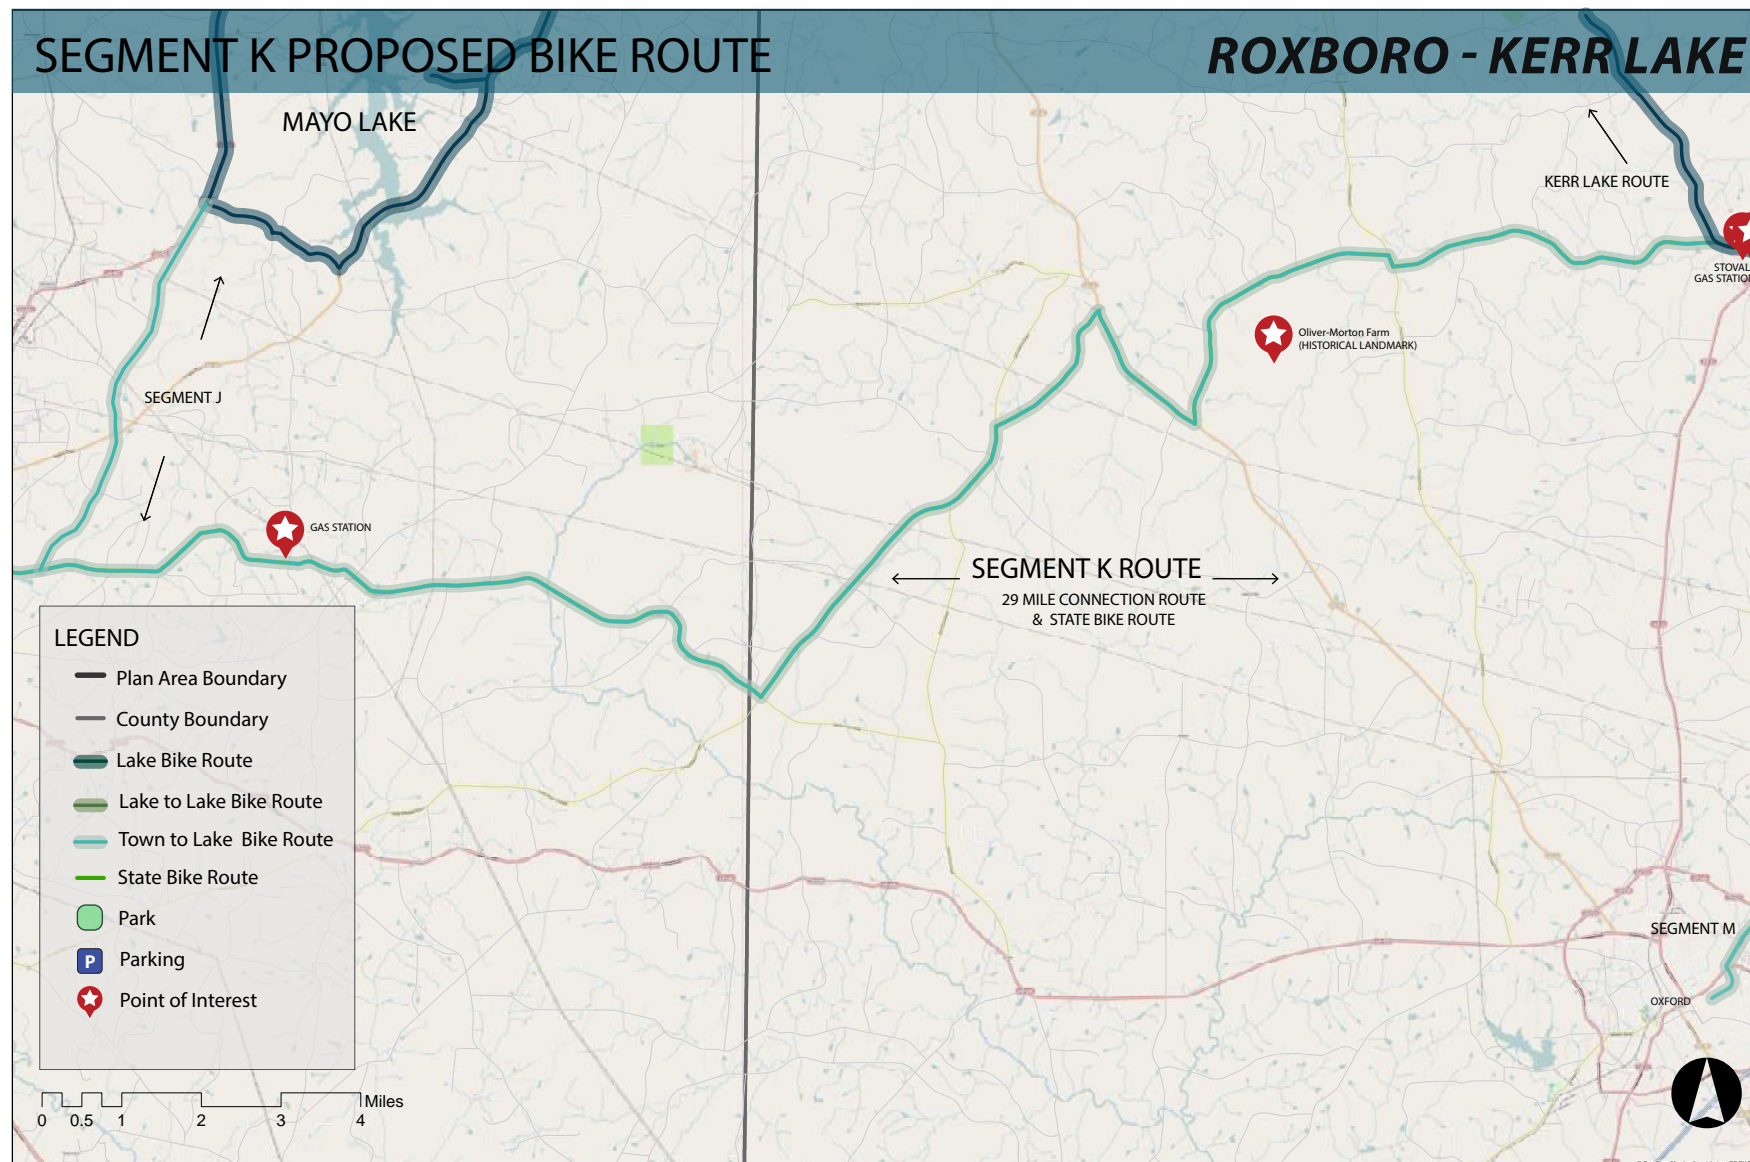 SEGMENT K PROPOSED BIKE ROUTE
ROXBORO - KERR LAKE
MAYO LAKE
KERR LAKE ROUTE
STOVAL
GAS STATION
Oliver-Morton Farm
(HISTORICAL LANDMARK)
SEGMENT J
GAS STATION
SEGMENT K ROUTE
29 MILE CONNECTION ROUTE
& STATE BIKE ROUTE
LEGEND
Plan Area Boundary
County Boundary
Lake Bike Route
Lake to Lake Bike Route
Town to Lake Bike Route
State Bike Route
Park
P Parking
Point of Interest
SEGMENT M
OXFORD
Miles
0 0.5 1 2 3 4